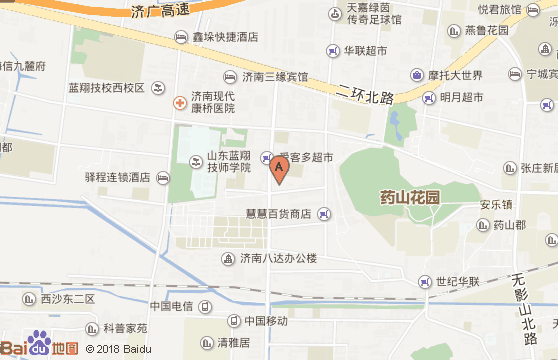 济广高速
天嘉绿茵
传奇足球馆
悦君旅馆
燕鲁花园
鑫垛快捷酒店
华联超市
海信九麓府
济南三缘宾馆
摩托大世界
宁城宾
蓝翔技校西校区
二环北路
明月超市
济南现代
康桥医院
山东蓝翔
技师学院
爱客多超市
A
张庄新
驿程连锁酒店
药山花园
安乐镇
慧慧百货商店
药山郡
济南八达办公楼
世纪华联
无影山北路
西沙东二区
中国电信
中国移动
科普家苑
清雅居
Bai du 地图
© 2018 Baidu